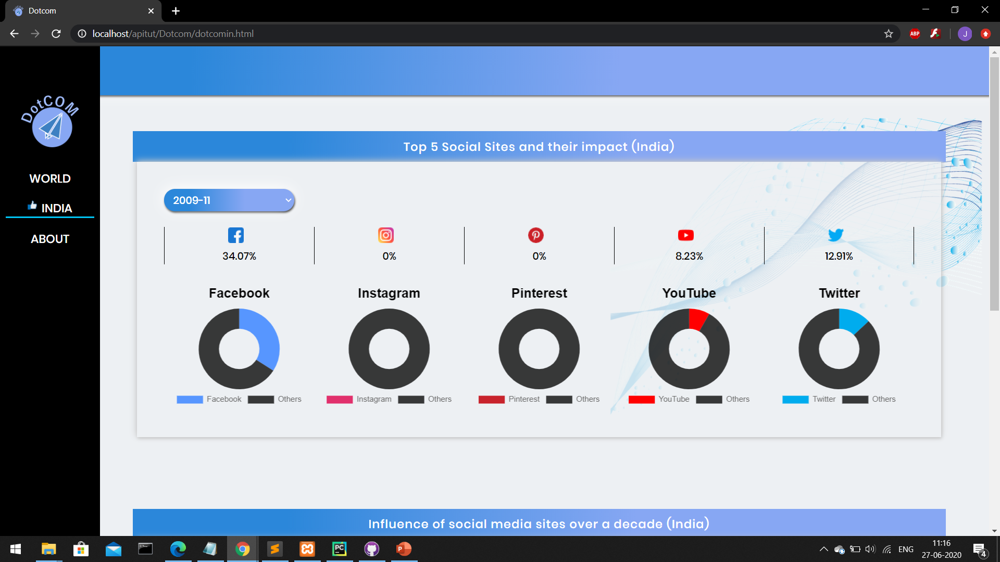 Dotcom
localhost/apitut/Dotcom/dotcomin.html
ABP
J
DotCOM
WORLD
INDIA
ABOUT
Top 5 Social Sites and their impact (India)
2009-11
34.07% 0% 0% 8.23% 12.91%
Facebook Instagram Pinterest YouTube Twitter
Facebook Others Instagram Others Pinterest Others YouTube Others Twitter Others
Influence of social media sites over a decade (India)
PC
P
ENG
11:16
27-06-2020
4